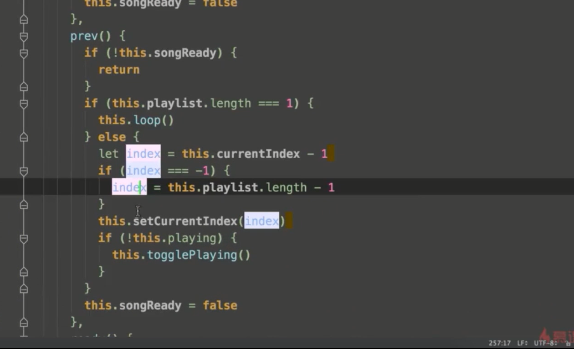 this.songReady = false
},
prev() {
if (!this.songReady) {
return
}
if (this.playlist.length === 1) {
this.loop()
} else {
let index = this.currentIndex - 1
if (index === -1) {
index = this.playlist.length - 1
}
this.setCurrentIndex(index)
if (!this.playing) {
this.togglePlaying()
}
}
this.songReady = false
},
257:17 LF: UTF-8: